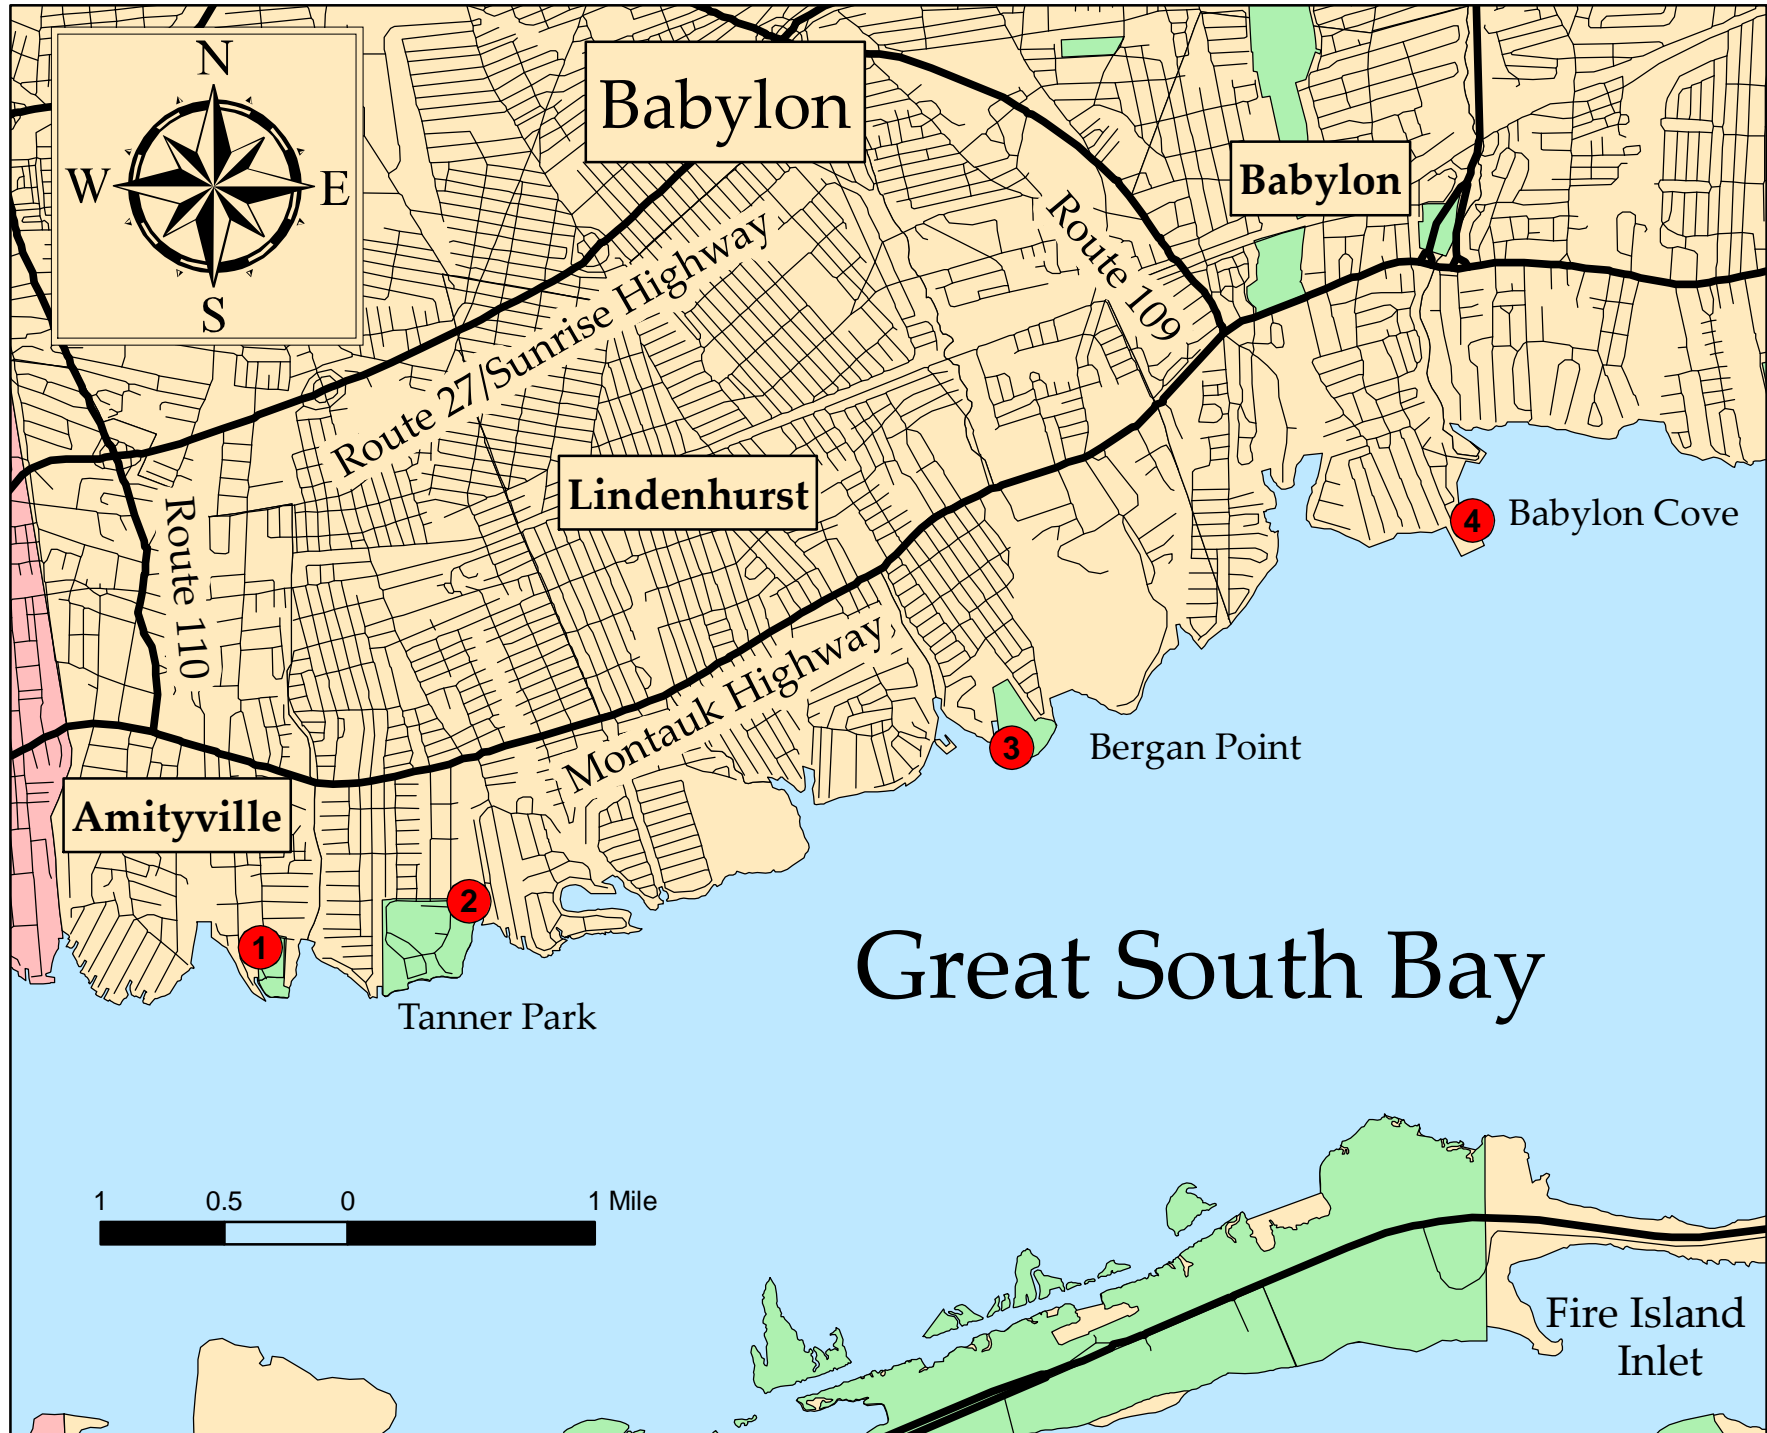 N
W
E
S
Babylon
Babylon
Route 109
Route 27/Sunrise Highway
Lindenhurst
Route 110
4
Babylon Cove
Montauk Highway
3
Bergan Point
Amityville
2
1
Great South Bay
Tanner Park
1 0.5 0 1 Mile
Fire Island
Inlet